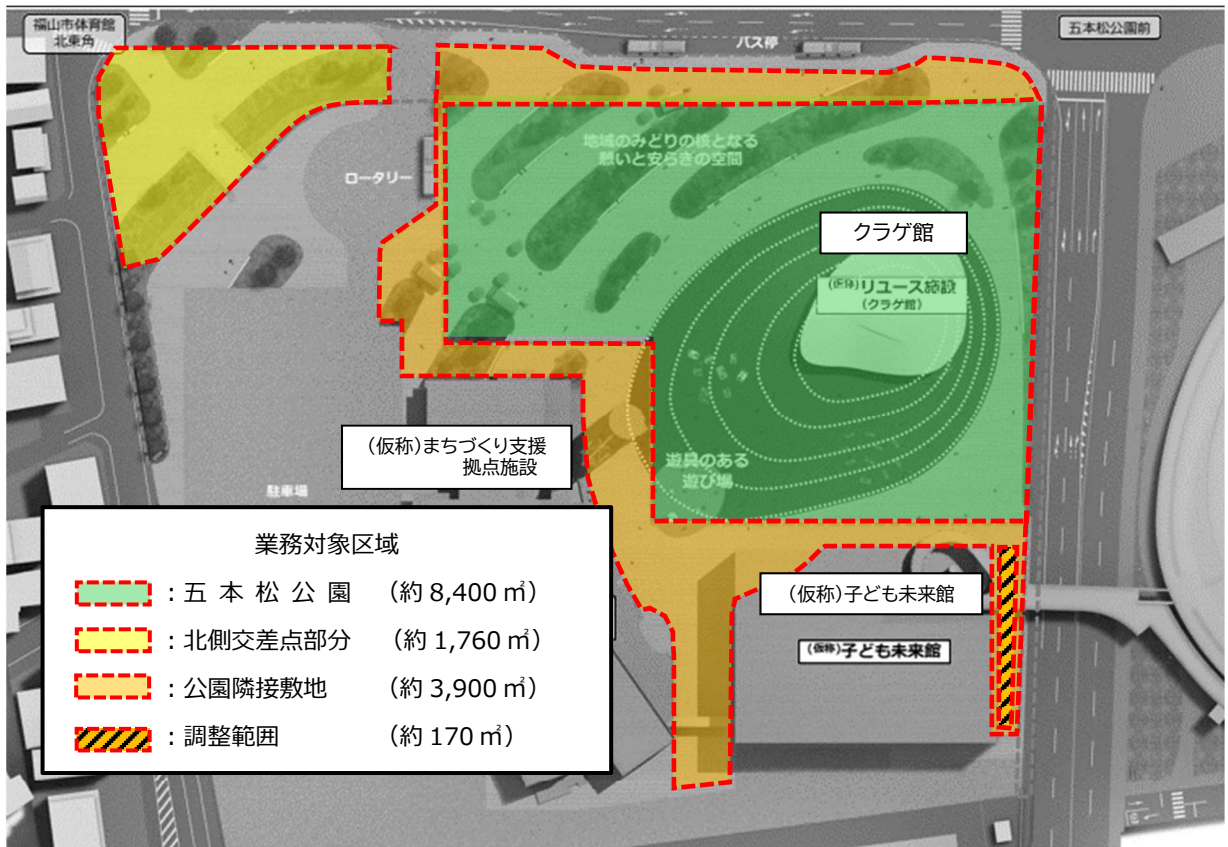 福山市体育館
北東角
バス停
五本松公園前
地域のみどりの核となる
憩いと安らぎの空間
ロータリー
クラゲ館
(仮称)リユース施設
(クラゲ館)
(仮称)まちづくり支援
拠点施設
遊具のある
遊び場
駐車場
業務対象区域
:五本松公園 (約 8,400 ㎡)
:北側交差点部分 (約 1,760 ㎡)
:公園隣接敷地 (約 3,900 ㎡)
:調整範囲 (約 170 ㎡)
(仮称)子ども未来館
(仮称)子ども未来館